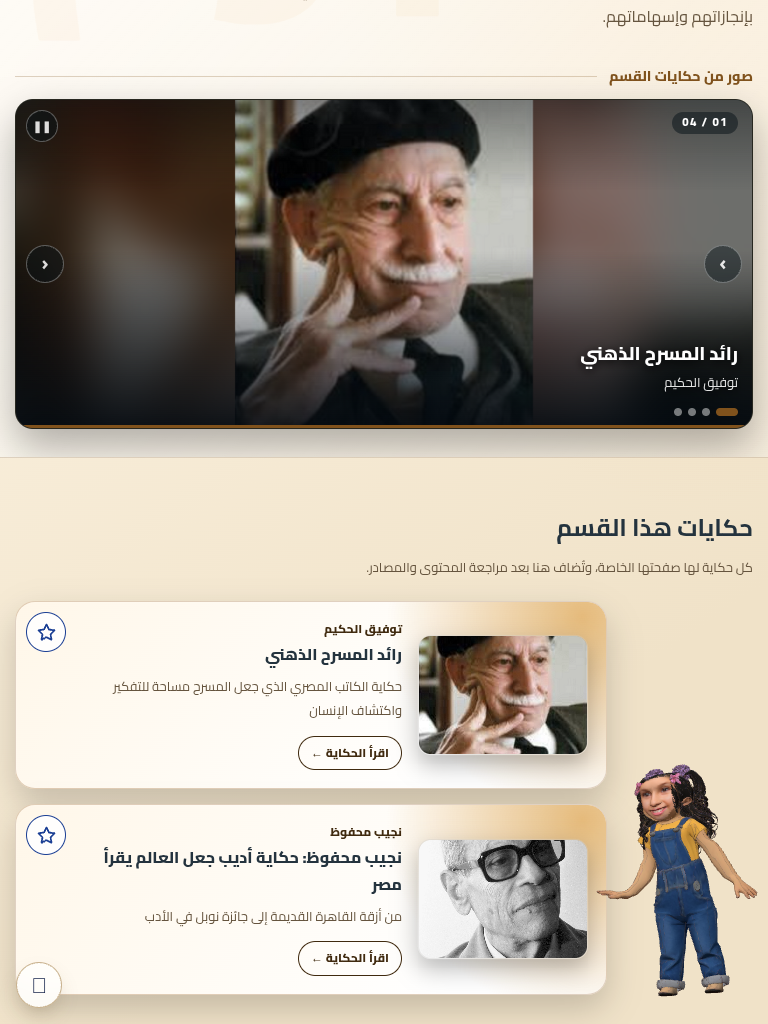 بإنجازاتهم وإسهاماتهم.
صور من حكايات القسم
01 / 04
رائد المسرح الذهني
توفيق الحكيم
حكايات هذا القسم
كل حكاية لها صفحتها الخاصة، وتُضاف هنا بعد مراجعة المحتوى والمصادر.
توفيق الحكيم
رائد المسرح الذهني
حكاية الكاتب المصري الذي جعل المسرح مساحة للتفكير
واكتشاف الإنسان
اقرأ الحكاية ←
نجيب محفوظ
نجيب محفوظ: حكاية أديب جعل العالم يقرأ
مصر
من أزقة القاهرة القديمة إلى جائزة نوبل في الأدب
اقرأ الحكاية ←